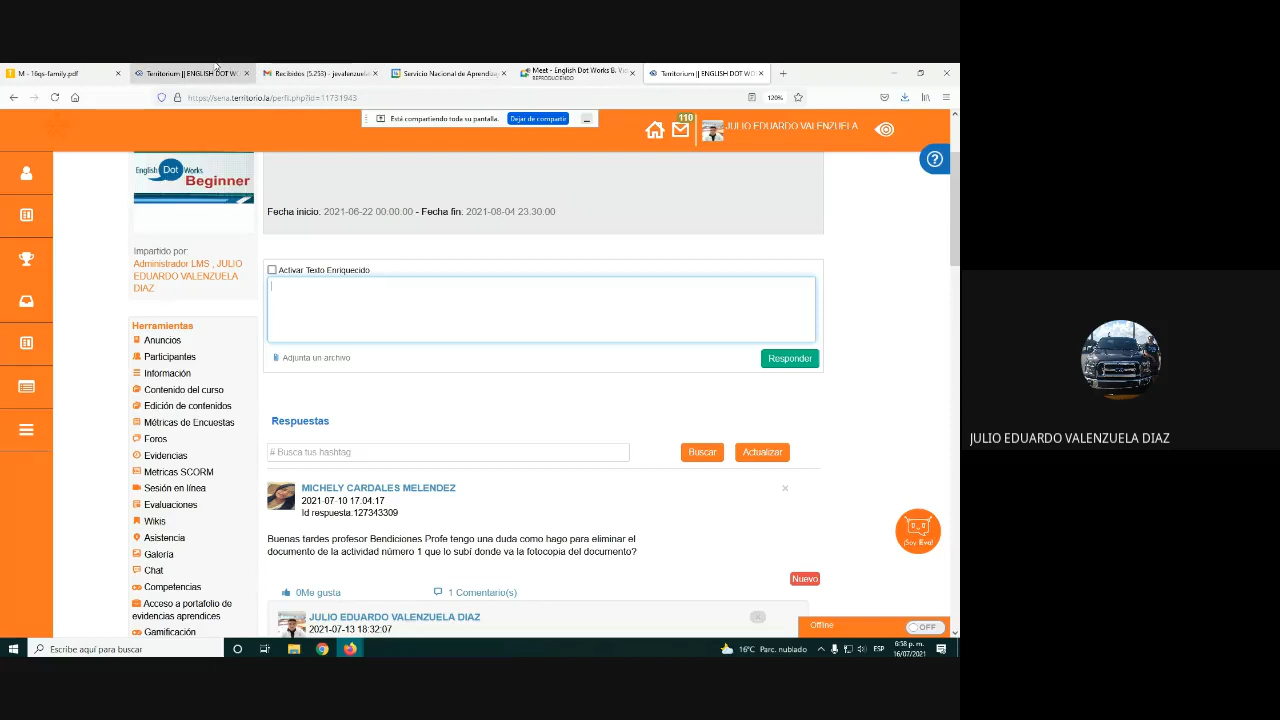 M - 16qs-family.pdf
Territorium || ENGLISH DOT WO
Recibidos (5.293) - jevalenzuela
Servicio Nacional de Aprendiza
Meet - English Dot Works B.
REPRODUCIENDO
Territorium || ENGLISH DOT WO
https://sena.territorio.la/perfil.php?id=11731943
120%
Está compartiendo toda su pantalla.
Dejar de compartir
110
JULIO EDUARDO VALENZUELA
English Dot Works
Beginner
Fecha inicio: 2021-06-22 00:00:00 - Fecha fin: 2021-08-04 23:30:00
Impartido por:
Administrador LMS , JULIO
EDUARDO VALENZUELA
DIAZ
Activar Texto Enriquecido
Adjunta un archivo
Responder
Herramientas
Anuncios
Participantes
Información
Contenido del curso
Edición de contenidos
Métricas de Encuestas
Foros
Evidencias
Metricas SCORM
Sesión en línea
Evaluaciones
Wikis
Asistencia
Galería
Chat
Competencias
Acceso a portafolio de
evidencias aprendices
Gamificación
Respuestas
# Busca tus hashtag
Buscar
Actualizar
MICHELY CARDALES MELENDEZ
2021-07-10 17:04:17
Id respuesta:127343309
Buenas tardes profesor Bendiciones Profe tengo una duda como hago para eliminar el
documento de la actividad número 1 que lo subí donde va la fotocopia del documento?
Nuevo
0Me gusta
1 Comentario(s)
JULIO EDUARDO VALENZUELA DIAZ
2021-07-13 18:32:07
¡Soy Eva!
Offline
OFF
Escribe aquí para buscar
16°C Parc. nublado
ESP
6:58 p. m.
16/07/2021
JULIO EDUARDO VALENZUELA DIAZ